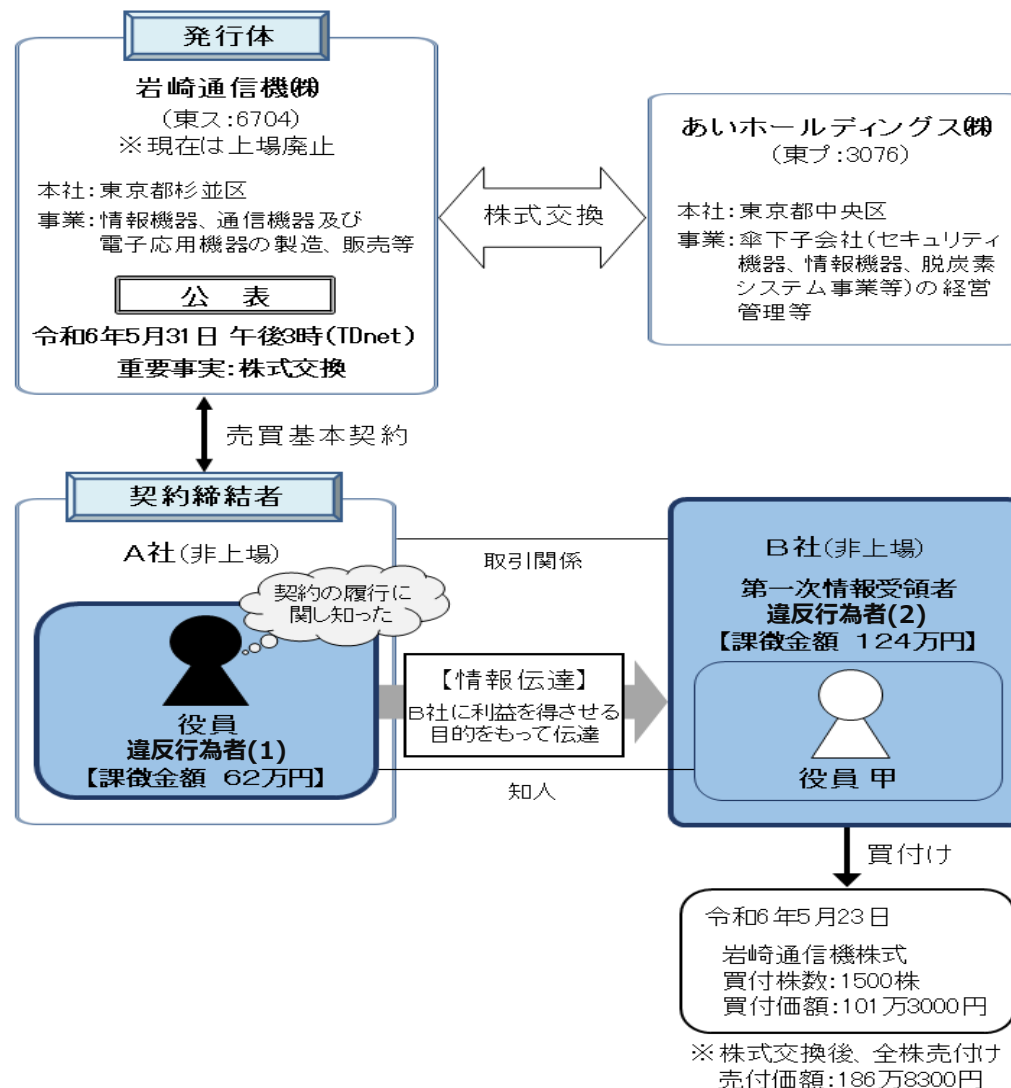 発行体
岩崎通信機㈱
(東ス:6704)
※現在は上場廃止
本社:東京都杉並区
事業:情報機器、通信機器及び
電子応用機器の製造、販売等
公 表
令和6年5月31日 午後3時(TDnet)
重要事実:株式交換
株式交換
あいホールディングス㈱
(東プ:3076)
本社:東京都中央区
事業:傘下子会社(セキュリティ
機器、情報機器、脱炭素
システム事業等)の経営
管理等
売買基本契約
契約締結者
A社(非上場)
契約の履行に
関し知った
役員
違反行為者(1)
【課徴金額 62万円】
取引関係
【情報伝達】
B社に利益を得させる
目的をもって伝達
知人
B社(非上場)
第一次情報受領者
違反行為者(2)
【課徴金額 124万円】
役員 甲
買付け
令和6年5月23日
岩崎通信機株式
買付株数:1500株
買付価額:101万3000円
※株式交換後、全株売付け
売付価額:186万8300円